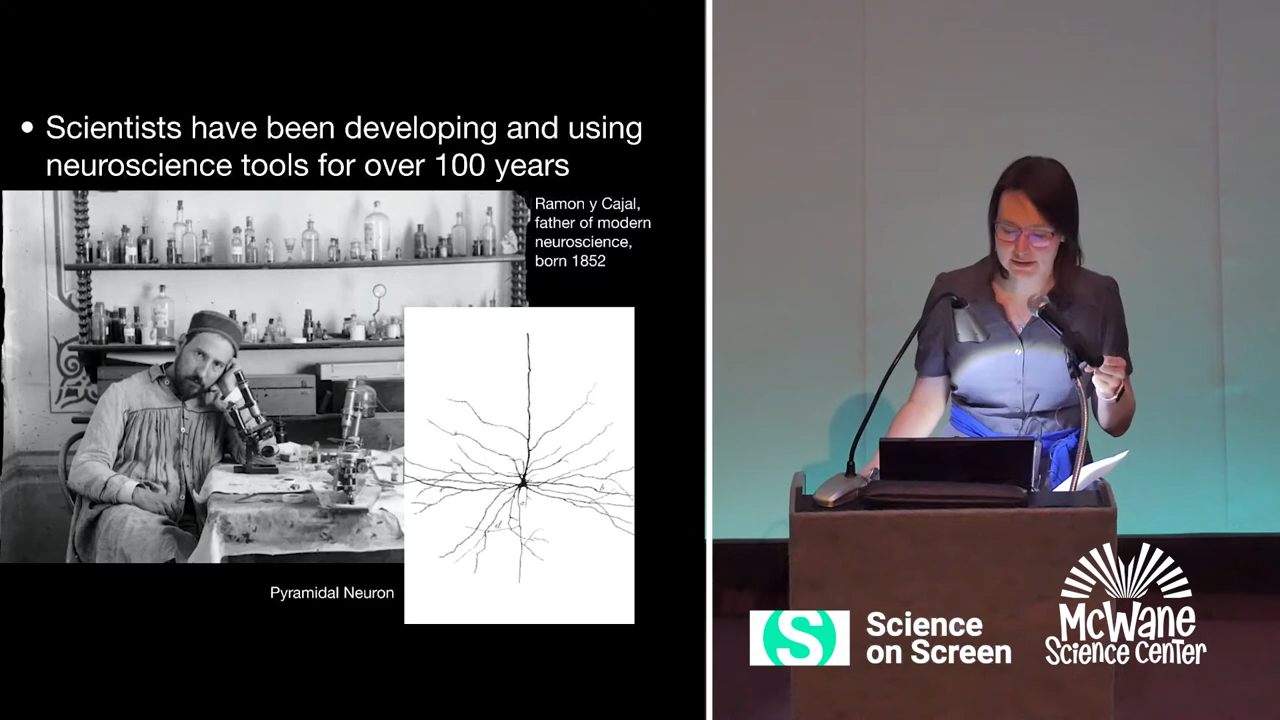 • Scientists have been developing and using
neuroscience tools for over 100 years
Ramon y Cajal,
father of modern
neuroscience,
born 1852
Pyramidal Neuron
S
Science
on Screen
McWane
Science Center